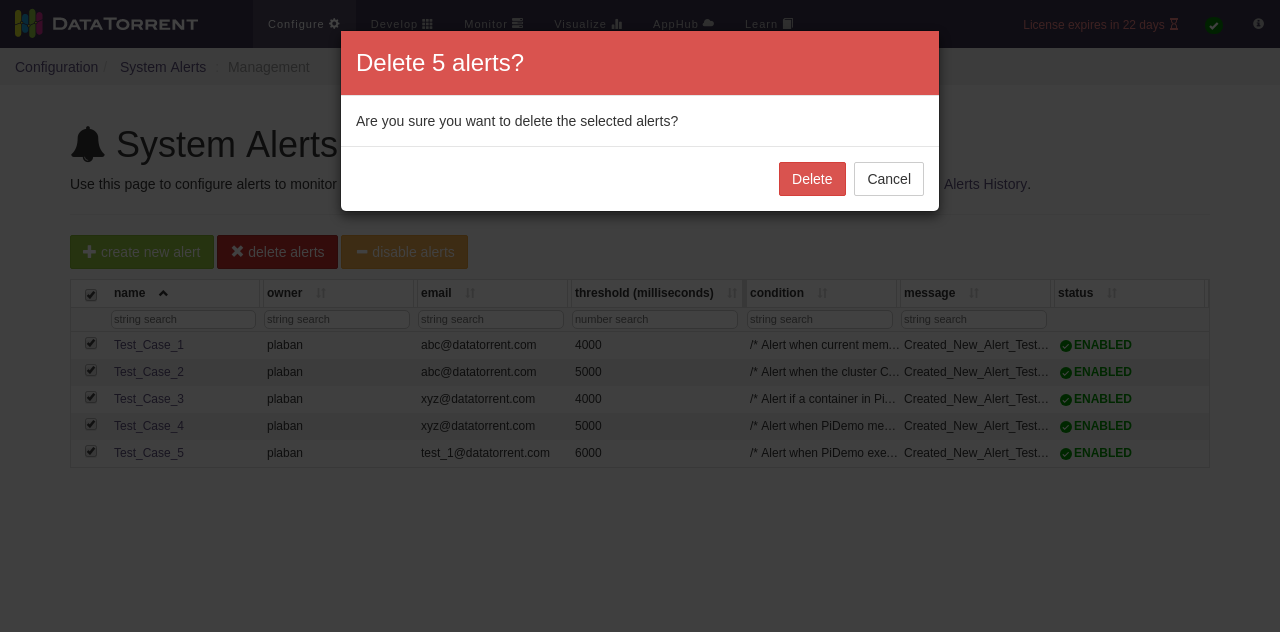 DATATORRENT Configure Develop Monitor Visualize AppHub Learn License expires in 22 days
Configuration / System Alerts / Management
Delete 5 alerts?
Are you sure you want to delete the selected alerts?
Delete Cancel
System Alerts
Use this page to configure alerts to monitor Alerts History.
create new alert delete alerts disable alerts
name owner email threshold (milliseconds) condition message status
string search string search string search number search string search string search
Test_Case_1 plaban abc@datatorrent.com 4000 /* Alert when current mem... Created_New_Alert_Test... ENABLED
Test_Case_2 plaban abc@datatorrent.com 5000 /* Alert when the cluster C... Created_New_Alert_Test... ENABLED
Test_Case_3 plaban xyz@datatorrent.com 4000 /* Alert if a container in Pi... Created_New_Alert_Test... ENABLED
Test_Case_4 plaban xyz@datatorrent.com 5000 /* Alert when PiDemo me... Created_New_Alert_Test... ENABLED
Test_Case_5 plaban test_1@datatorrent.com 6000 /* Alert when PiDemo exe... Created_New_Alert_Test... ENABLED